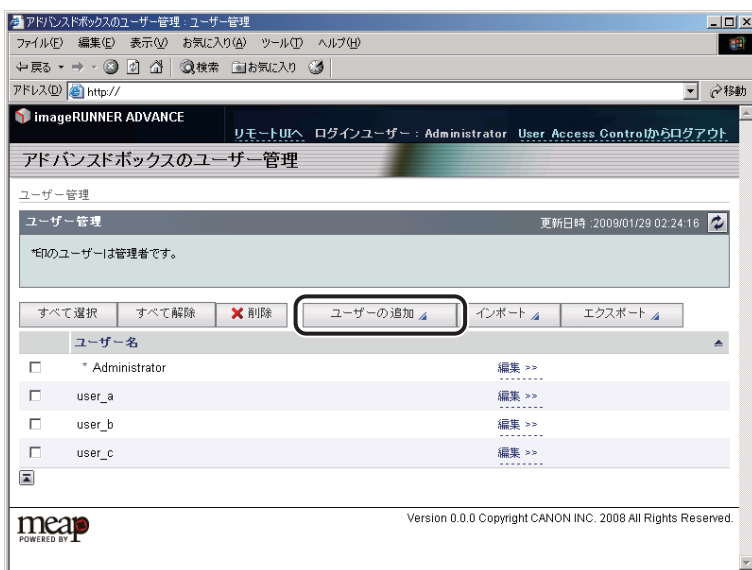 アドバンスドボックスのユーザー管理 : ユーザー管理
ファイル(F) 編集(E) 表示(V) お気に入り(A) ツール(T) ヘルプ(H)
戻る 検索 お気に入り
アドレス(D) http:// 移動
imageRUNNER ADVANCE
リモートUIへ ログインユーザー : Administrator User Access Controlからログアウト
アドバンスドボックスのユーザー管理
ユーザー管理
ユーザー管理 更新日時 :2009/01/29 02:24:16
*印のユーザーは管理者です。
すべて選択 すべて解除 削除 ユーザーの追加 インポート エクスポート
ユーザー名
* Administrator 編集 >>
user_a 編集 >>
user_b 編集 >>
user_c 編集 >>
meap
POWERED BY
Version 0.0.0 Copyright CANON INC. 2008 All Rights Reserved.